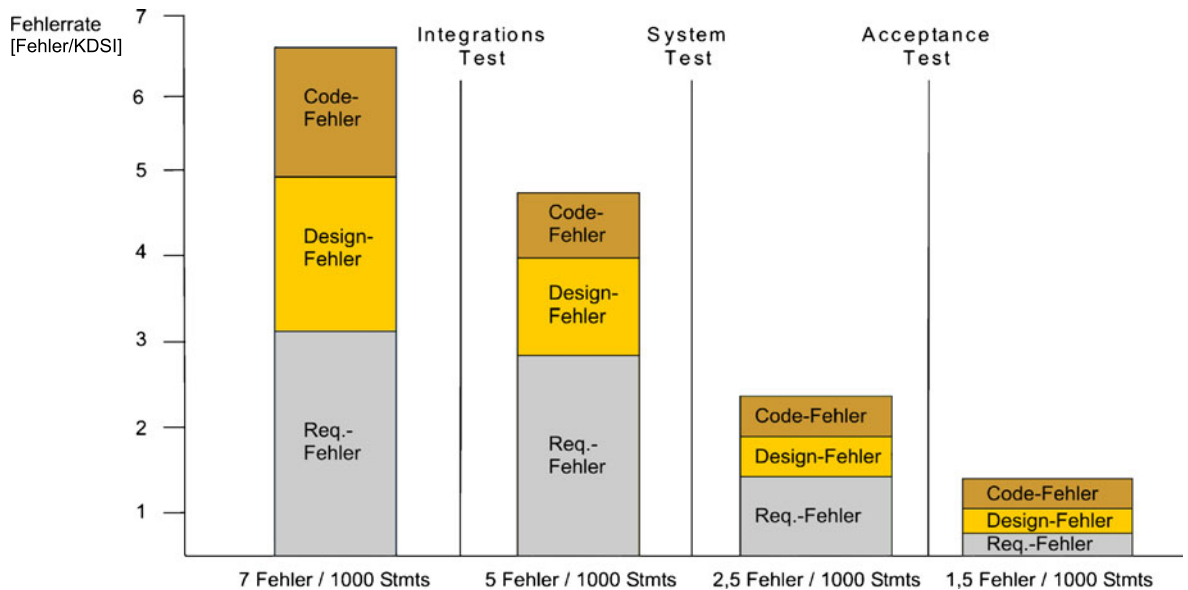 Fehlerrate
[Fehler/KDSI]
7
6
5
4
3
2
1
Integrations
Test
System
Test
Acceptance
Test
Code-
Fehler
Design-
Fehler
Req.-
Fehler
Code-
Fehler
Design-
Fehler
Req.-
Fehler
Code-Fehler
Design-Fehler
Req.-Fehler
Code-Fehler
Design-Fehler
Req.-Fehler
7 Fehler / 1000 Stmts
5 Fehler / 1000 Stmts
2,5 Fehler / 1000 Stmts
1,5 Fehler / 1000 Stmts